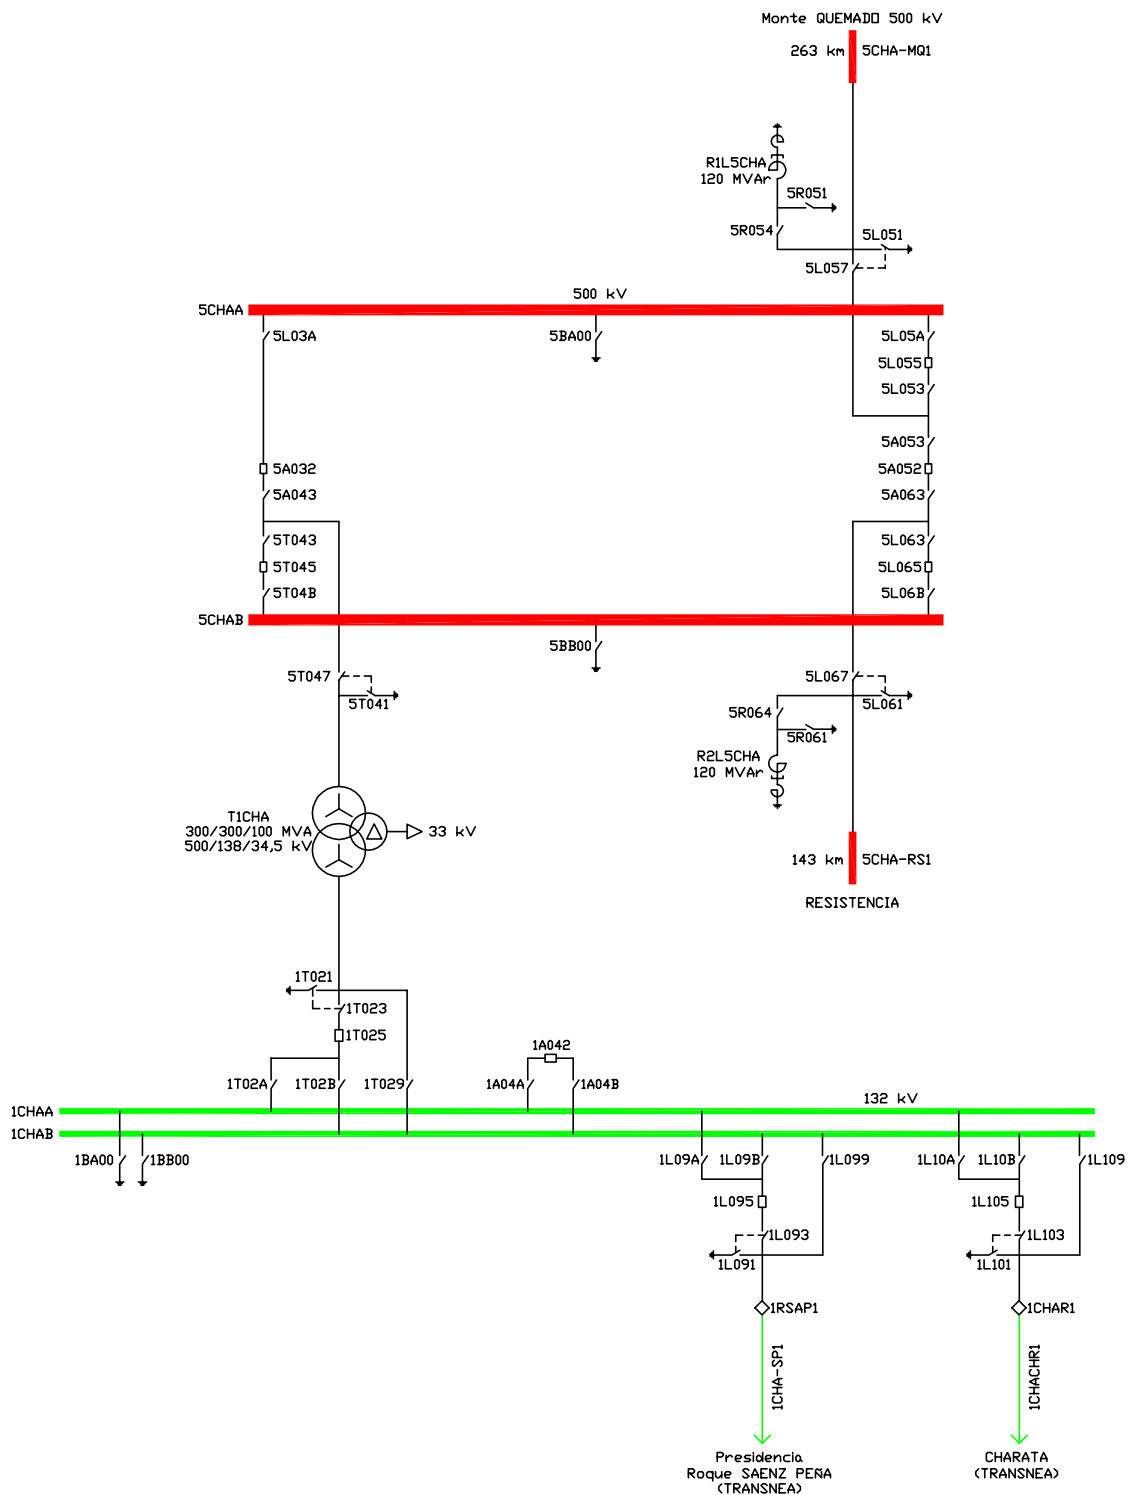 Monte QUEMADO 500 kV
263 km 5CHA-MQ1
R1L5CHA
120 MVAr
5R051
5R054
5L051
5L057
500 kV
5CHAA
5L03A
5BA00
5L05A
5L055
5L053
5A053
5A032
5A052
5A043
5A063
5T043
5L063
5T045
5L065
5T04B
5L06B
5CHAB
5BB00
5T047
5L067
5T041
5L061
5R064
5R061
R2L5CHA
120 MVAr
T1CHA
300/300/100 MVA
500/138/34,5 kV
33 kV
143 km 5CHA-RS1
RESISTENCIA
1T021
1T023
1T025
1A042
1T02A 1T02B 1T029 1A04A 1A04B
132 kV
1CHAA
1CHAB
1BA00 1BB00
1L09A 1L09B 1L099 1L10A 1L10B 1L109
1L095 1L105
1L093 1L103
1L091 1L101
1RSAP1 1CHAR1
1CHA-SP1
1CHACHR1
Presidencia
Roque SAENZ PEÑA
(TRANSNEA)
CHARATA
(TRANSNEA)